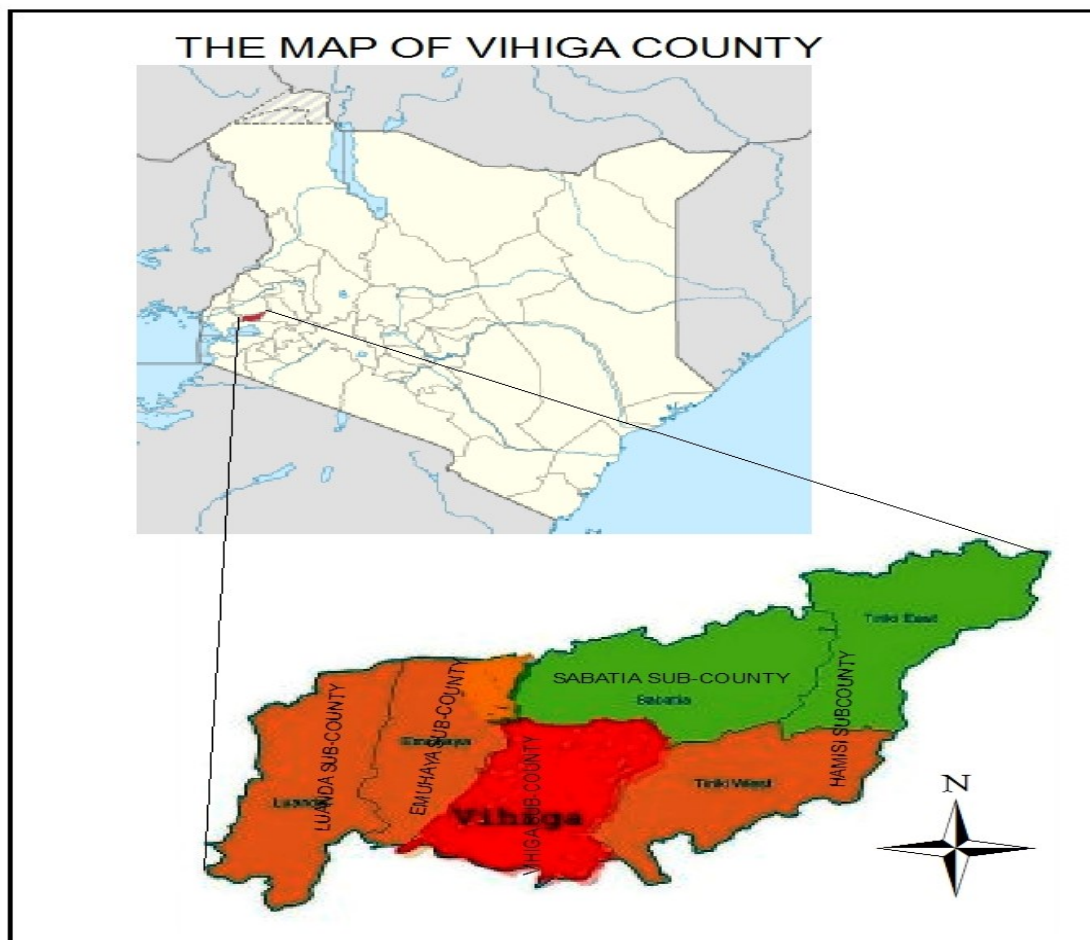 THE MAP OF VIHIGA COUNTY
Tiriki East
SABATIA SUB-COUNTY
Sabatia
HAMISI SUBCOUNTY
EMUHAYA SUB-COUNTY
Emuhaya
LUANDA SUB-COUNTY
Luanda
VIHIGA SUB-COUNTY
Vihiga
Tiriki West
N